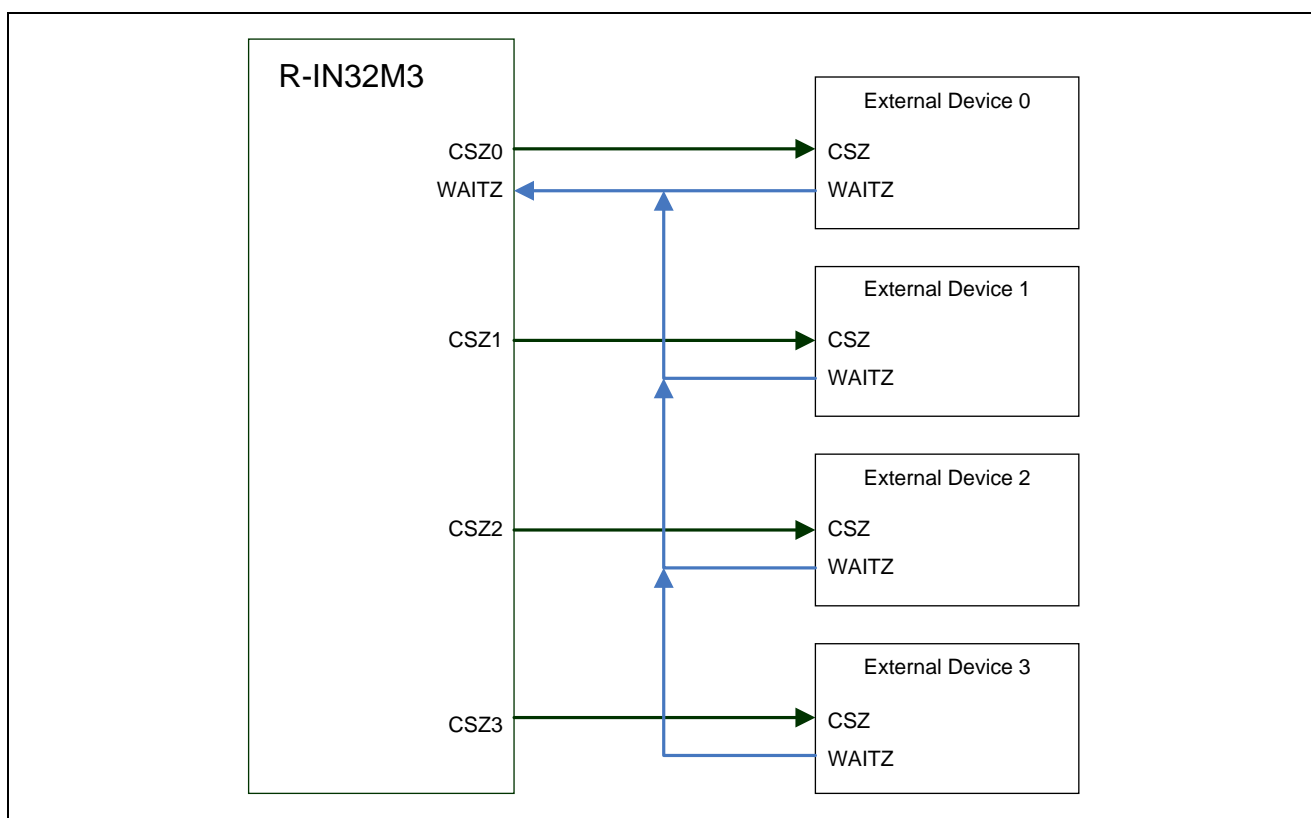 R-IN32M3
External Device 0
CSZ0
CSZ
WAITZ
WAITZ
External Device 1
CSZ1
CSZ
WAITZ
External Device 2
CSZ2
CSZ
WAITZ
External Device 3
CSZ3
CSZ
WAITZ